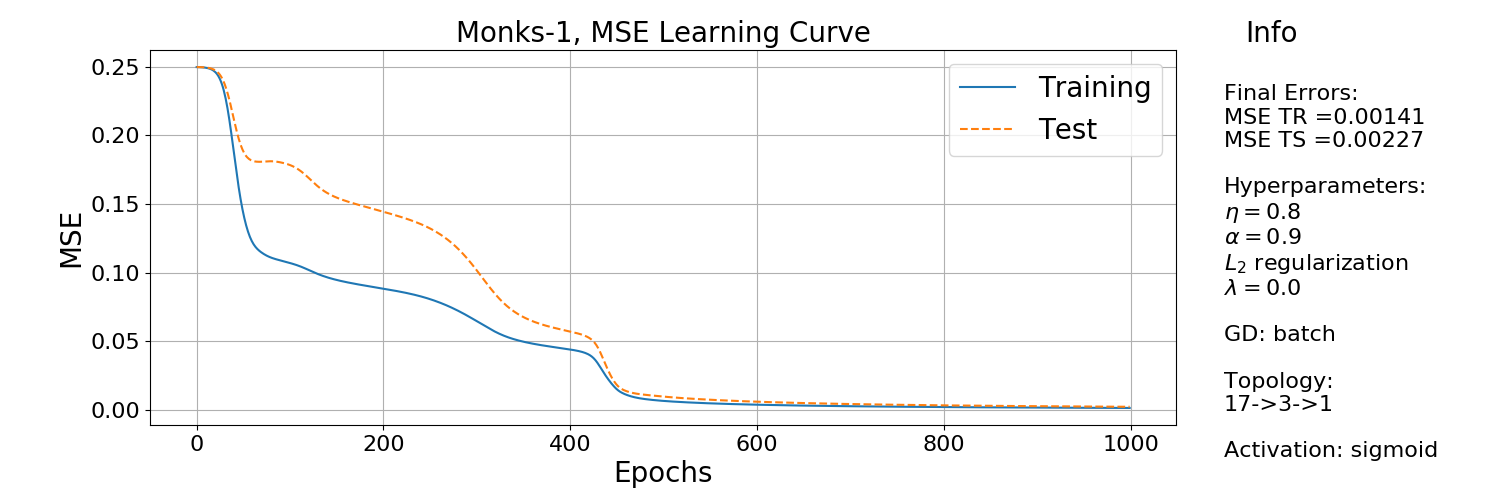 Monks-1, MSE Learning Curve
MSE
0.25
0.20
0.15
0.10
0.05
0.00
0 200 400 600 800 1000
Epochs
Training
Test
Info
Final Errors:
MSE TR =0.00141
MSE TS =0.00227
Hyperparameters:
η = 0.8
α = 0.9
L₂ regularization
λ = 0.0
GD: batch
Topology:
17->3->1
Activation: sigmoid